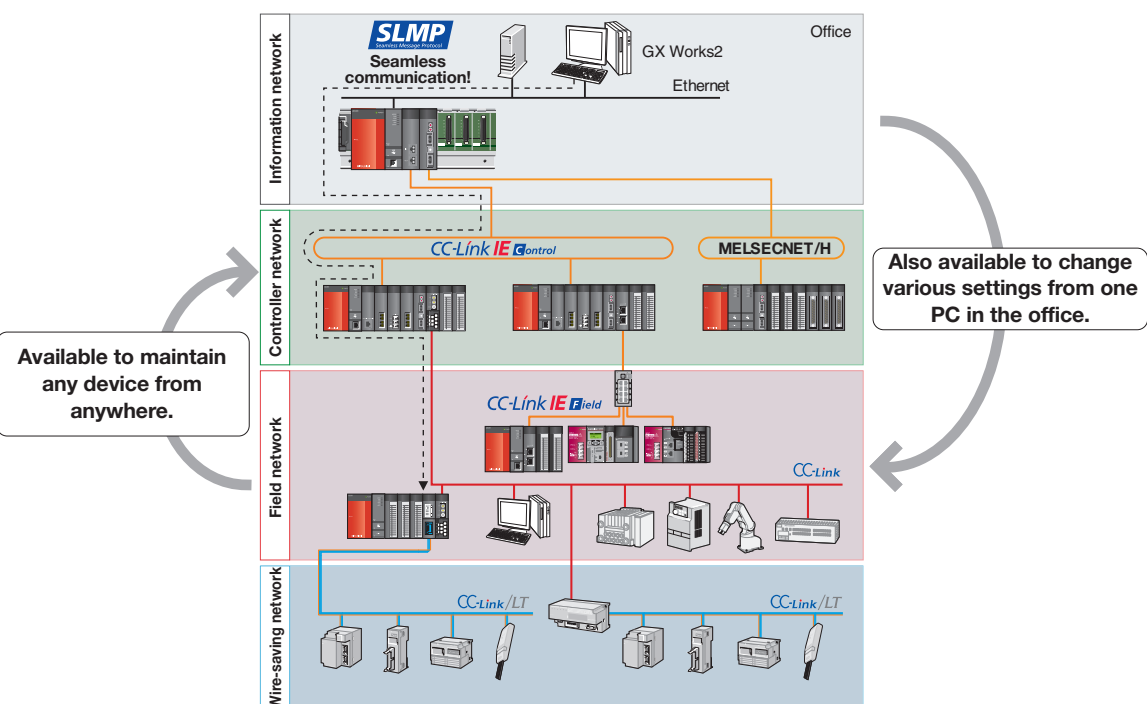 Information network
SLMP
Seamless Message Protocol
Seamless
communication!
GX Works2
Office
Ethernet
Controller network
CC-Link IE Control
MELSECNET/H
Available to maintain
any device from
anywhere.
Also available to change
various settings from one
PC in the office.
Field network
CC-Link IE Field
CC-Link
Wire-saving network
CC-Link/LT
CC-Link/LT